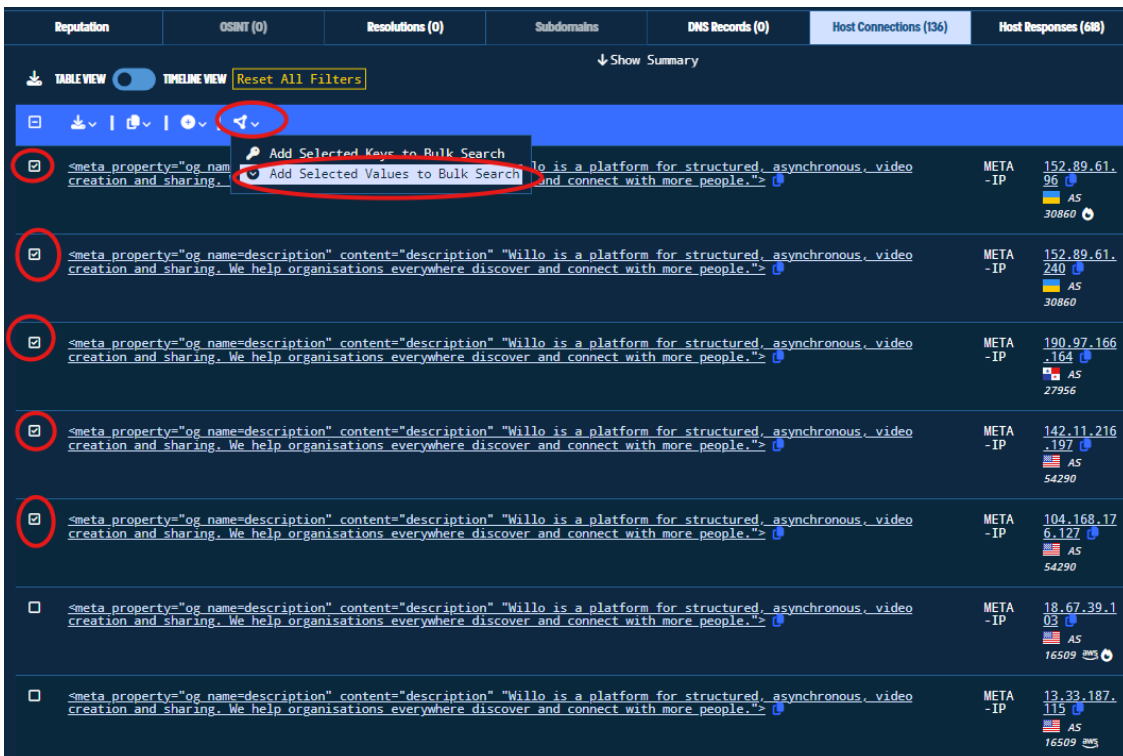 Reputation OSINT (0) Resolutions (0) Subdomains DNS Records (0) Host Connections (136) Host Responses (618)
Show Summary
TABLE VIEW TIMELINE VIEW Reset All Filters
Add Selected Keys to Bulk Search
Add Selected Values to Bulk Search
<meta property="og nam llo is a platform for structured, asynchronous, video META 152.89.61.
creation and sharing. and connect with more people."> -IP 96
AS
30860
<meta property="og name=description" content="description" "Willo is a platform for structured, asynchronous, video META 152.89.61.
creation and sharing. We help organisations everywhere discover and connect with more people."> -IP 240
AS
30860
<meta property="og name=description" content="description" "Willo is a platform for structured, asynchronous, video META 190.97.166
creation and sharing. We help organisations everywhere discover and connect with more people."> -IP .164
AS
27956
<meta property="og name=description" content="description" "Willo is a platform for structured, asynchronous, video META 142.11.216
creation and sharing. We help organisations everywhere discover and connect with more people."> -IP .197
AS
54290
<meta property="og name=description" content="description" "Willo is a platform for structured, asynchronous, video META 104.168.17
creation and sharing. We help organisations everywhere discover and connect with more people."> -IP 6.127
AS
54290
<meta property="og name=description" content="description" "Willo is a platform for structured, asynchronous, video META 18.67.39.1
creation and sharing. We help organisations everywhere discover and connect with more people."> -IP 03
AS
16509 aws
<meta property="og name=description" content="description" "Willo is a platform for structured, asynchronous, video META 13.33.187.
creation and sharing. We help organisations everywhere discover and connect with more people."> -IP 115
AS
16509 aws